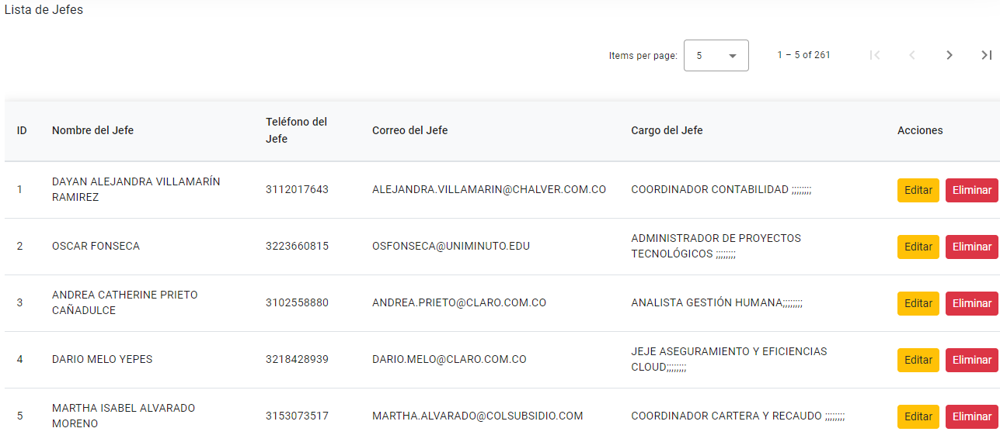 Lista de Jefes
Items per page: 5 1 – 5 of 261
ID Nombre del Jefe Teléfono del Jefe Correo del Jefe Cargo del Jefe Acciones
1 DAYAN ALEJANDRA VILLAMARÍN RAMIREZ 3112017643 ALEJANDRA.VILLAMARIN@CHALVER.COM.CO COORDINADOR CONTABILIDAD ;;;;;;;; Editar Eliminar
2 OSCAR FONSECA 3223660815 OSFONSECA@UNIMINUTO.EDU ADMINISTRADOR DE PROYECTOS TECNOLÓGICOS ;;;;;;;; Editar Eliminar
3 ANDREA CATHERINE PRIETO CAÑADULCE 3102558880 ANDREA.PRIETO@CLARO.COM.CO ANALISTA GESTIÓN HUMANA;;;;;;;; Editar Eliminar
4 DARIO MELO YEPES 3218428939 DARIO.MELO@CLARO.COM.CO JEJE ASEGURAMIENTO Y EFICIENCIAS CLOUD;;;;;;;; Editar Eliminar
5 MARTHA ISABEL ALVARADO MORENO 3153073517 MARTHA.ALVARADO@COLSUBSIDIO.COM COORDINADOR CARTERA Y RECAUDO ;;;;;;;; Editar Eliminar